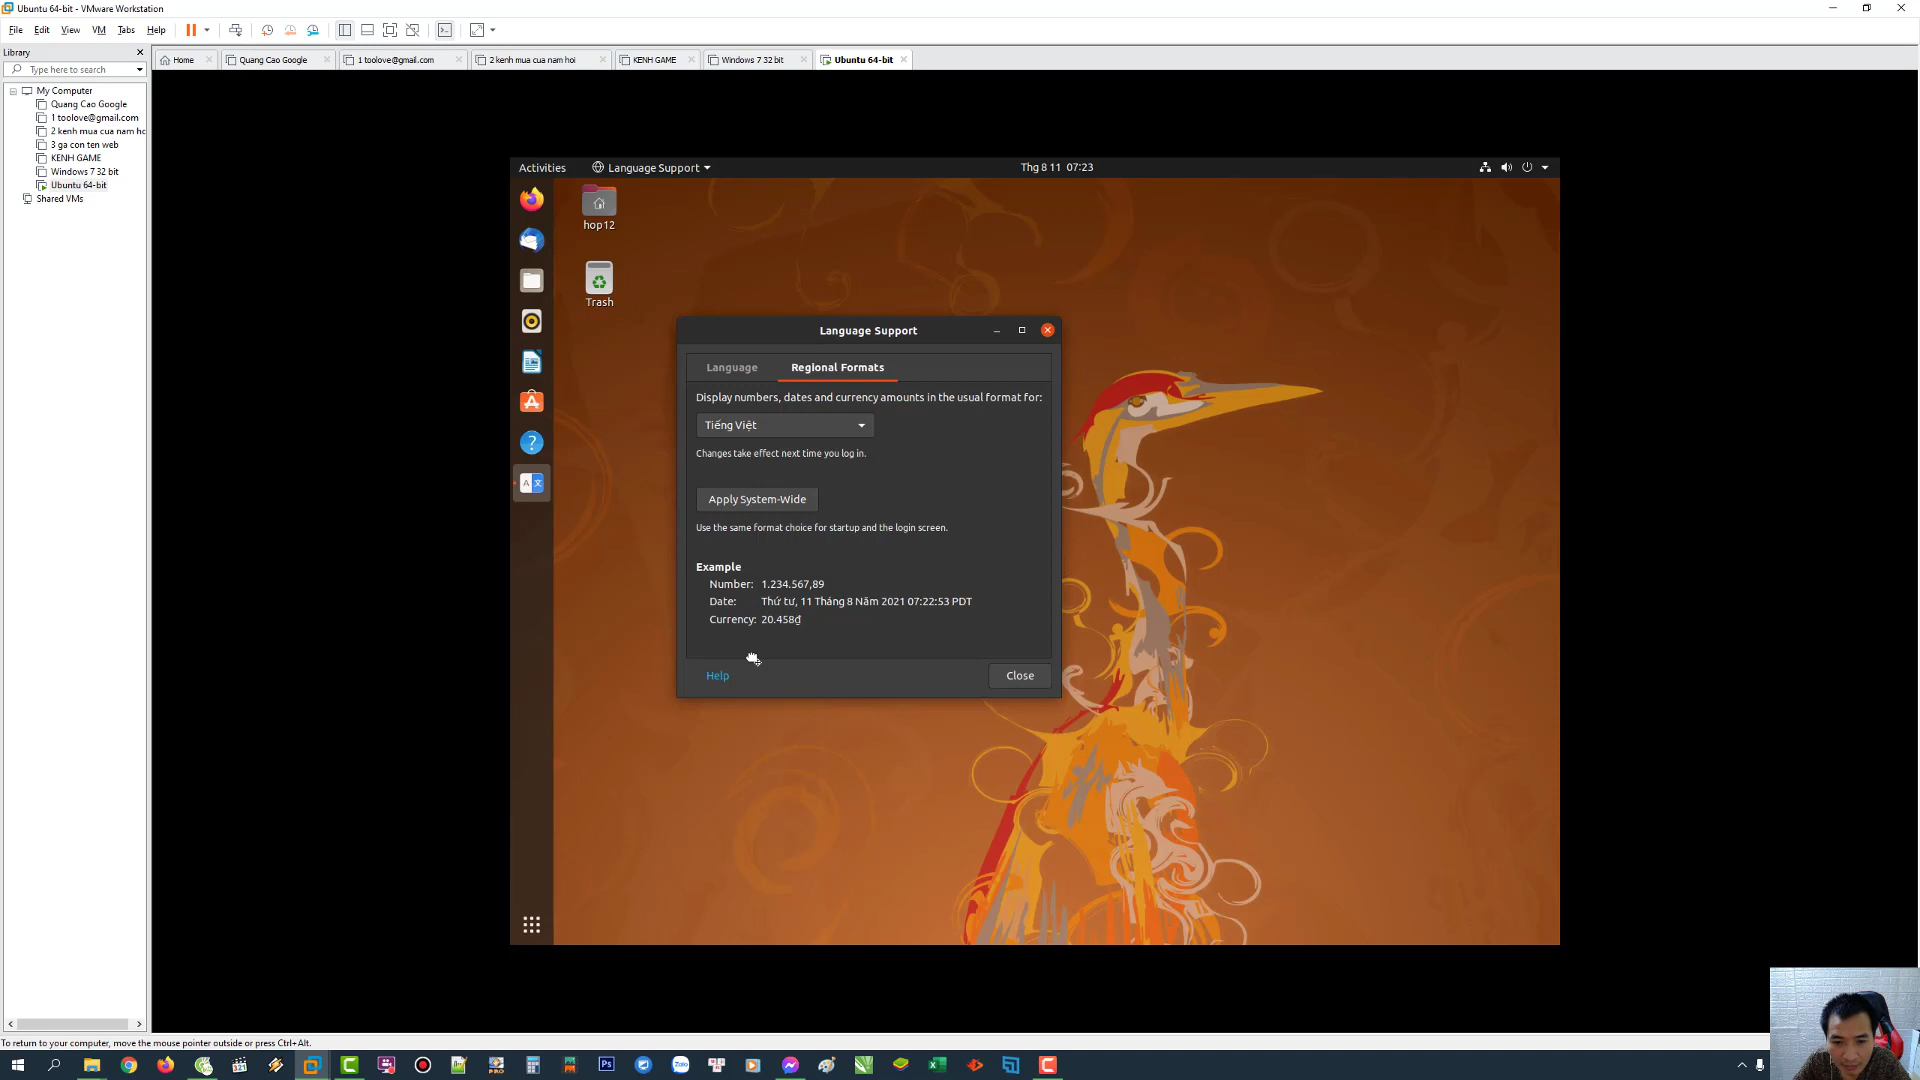 Ubuntu 64-bit - VMware Workstation
File Edit View VM Tabs Help
Library
Type here to search
Home
Quang Cao Google
1 toolove@gmail.com
2 kenh mua cua nam hoi
KENH GAME
Windows 7 32 bit
Ubuntu 64-bit
My Computer
Quang Cao Google
1 toolove@gmail.com
2 kenh mua cua nam hc
3 ga con ten web
KENH GAME
Windows 7 32 bit
Ubuntu 64-bit
Shared VMs
Activities
Language Support
Thg 8 11 07:23
hop12
Trash
Language Support
Language
Regional Formats
Display numbers, dates and currency amounts in the usual format for:
Tiếng Việt
Changes take effect next time you log in.
Apply System-Wide
Use the same format choice for startup and the login screen.
Example
Number: 1.234.567,89
Date: Thứ tư, 11 Tháng 8 Năm 2021 07:22:53 PDT
Currency: 20.458₫
Help
Close
To return to your computer, move the mouse pointer outside or press Ctrl+Alt.